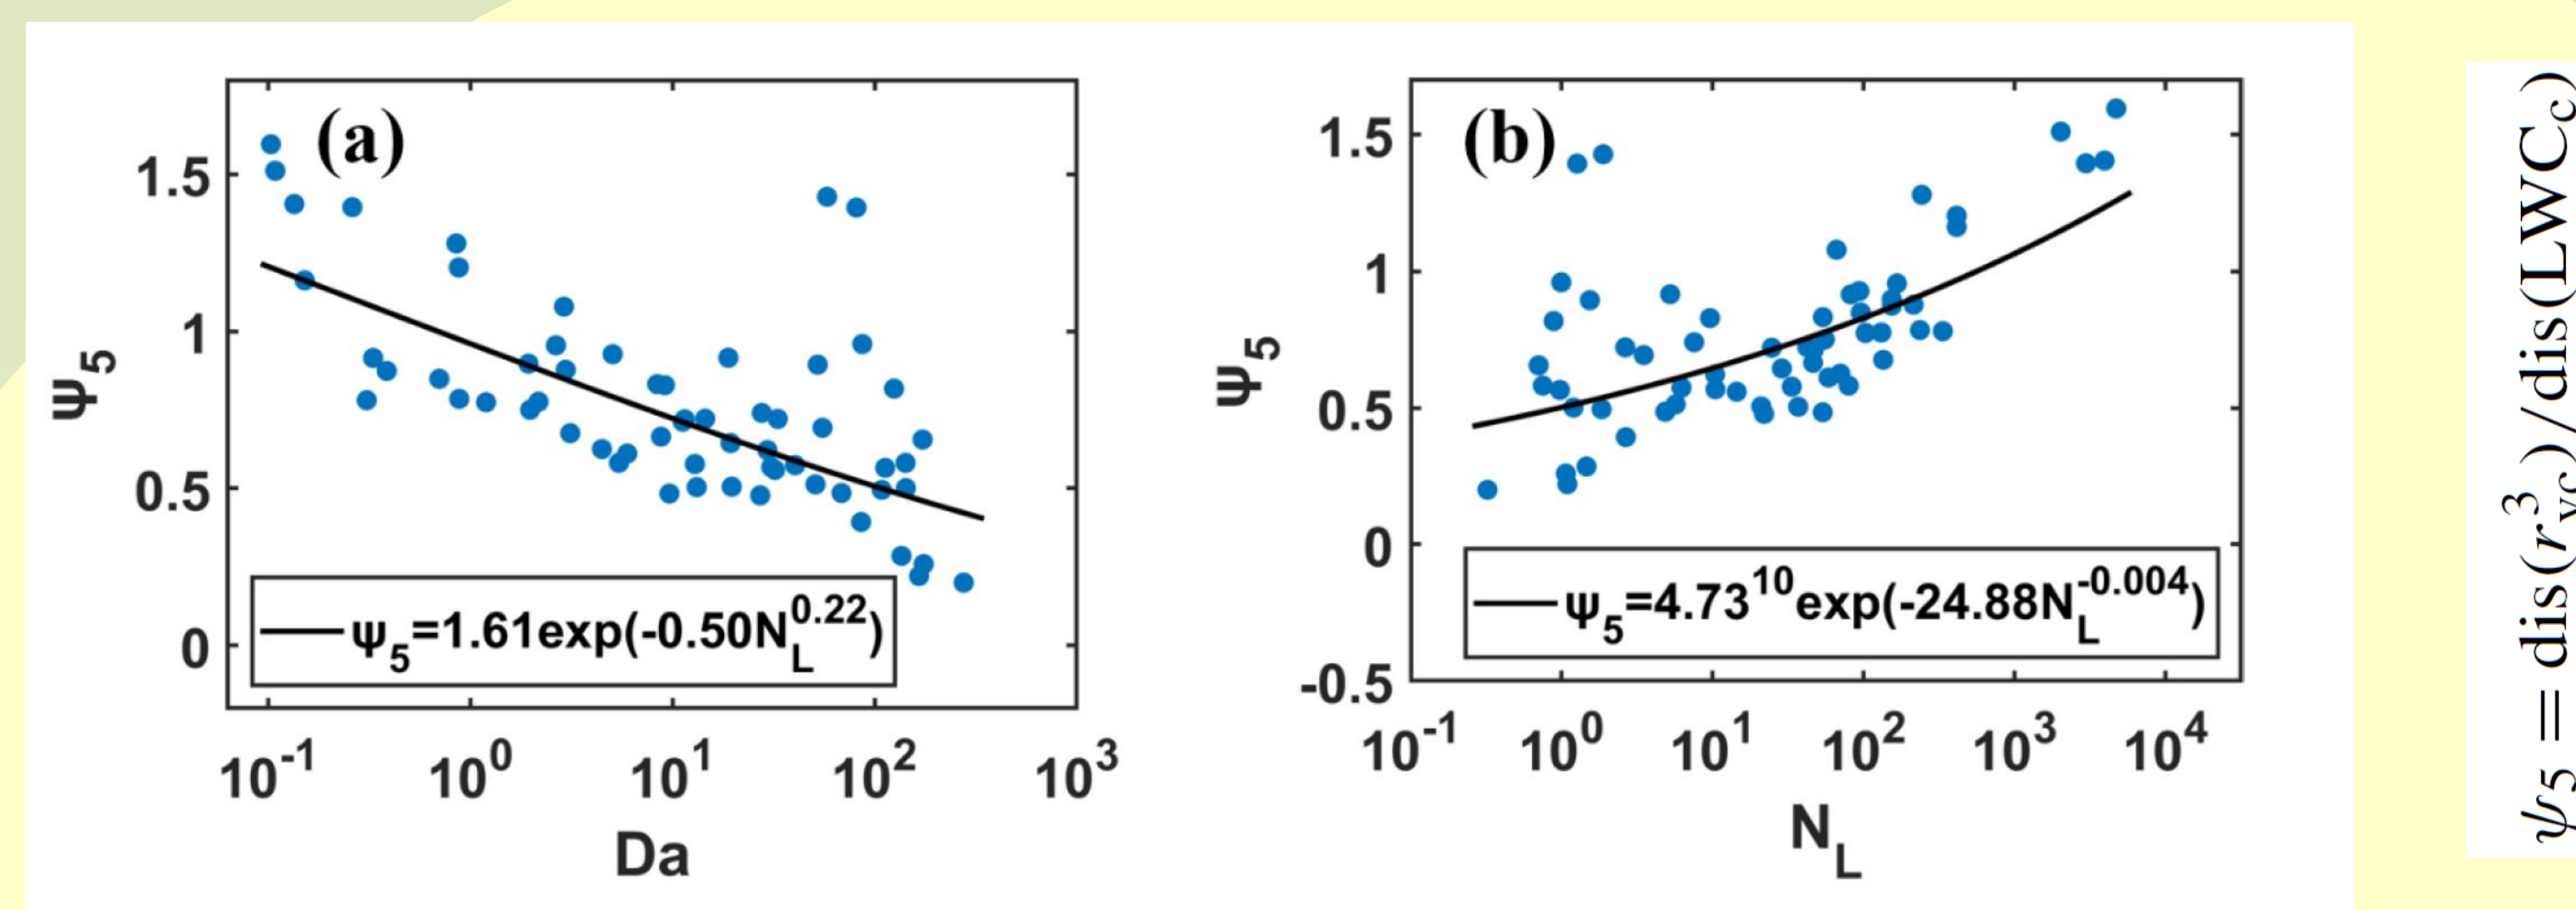 (a)
1.5
1
0.5
0
ψ5
ψ5=1.61exp(-0.50N_L^0.22)
10^-1 10^0 10^1 10^2 10^3
Da
(b)
1.5
1
0.5
0
-0.5
ψ5
ψ5=4.73^10exp(-24.88N_L^-0.004)
10^-1 10^0 10^1 10^2 10^3 10^4
N_L
ψ5 = dis(r_vc^3)/dis(LWC_c)